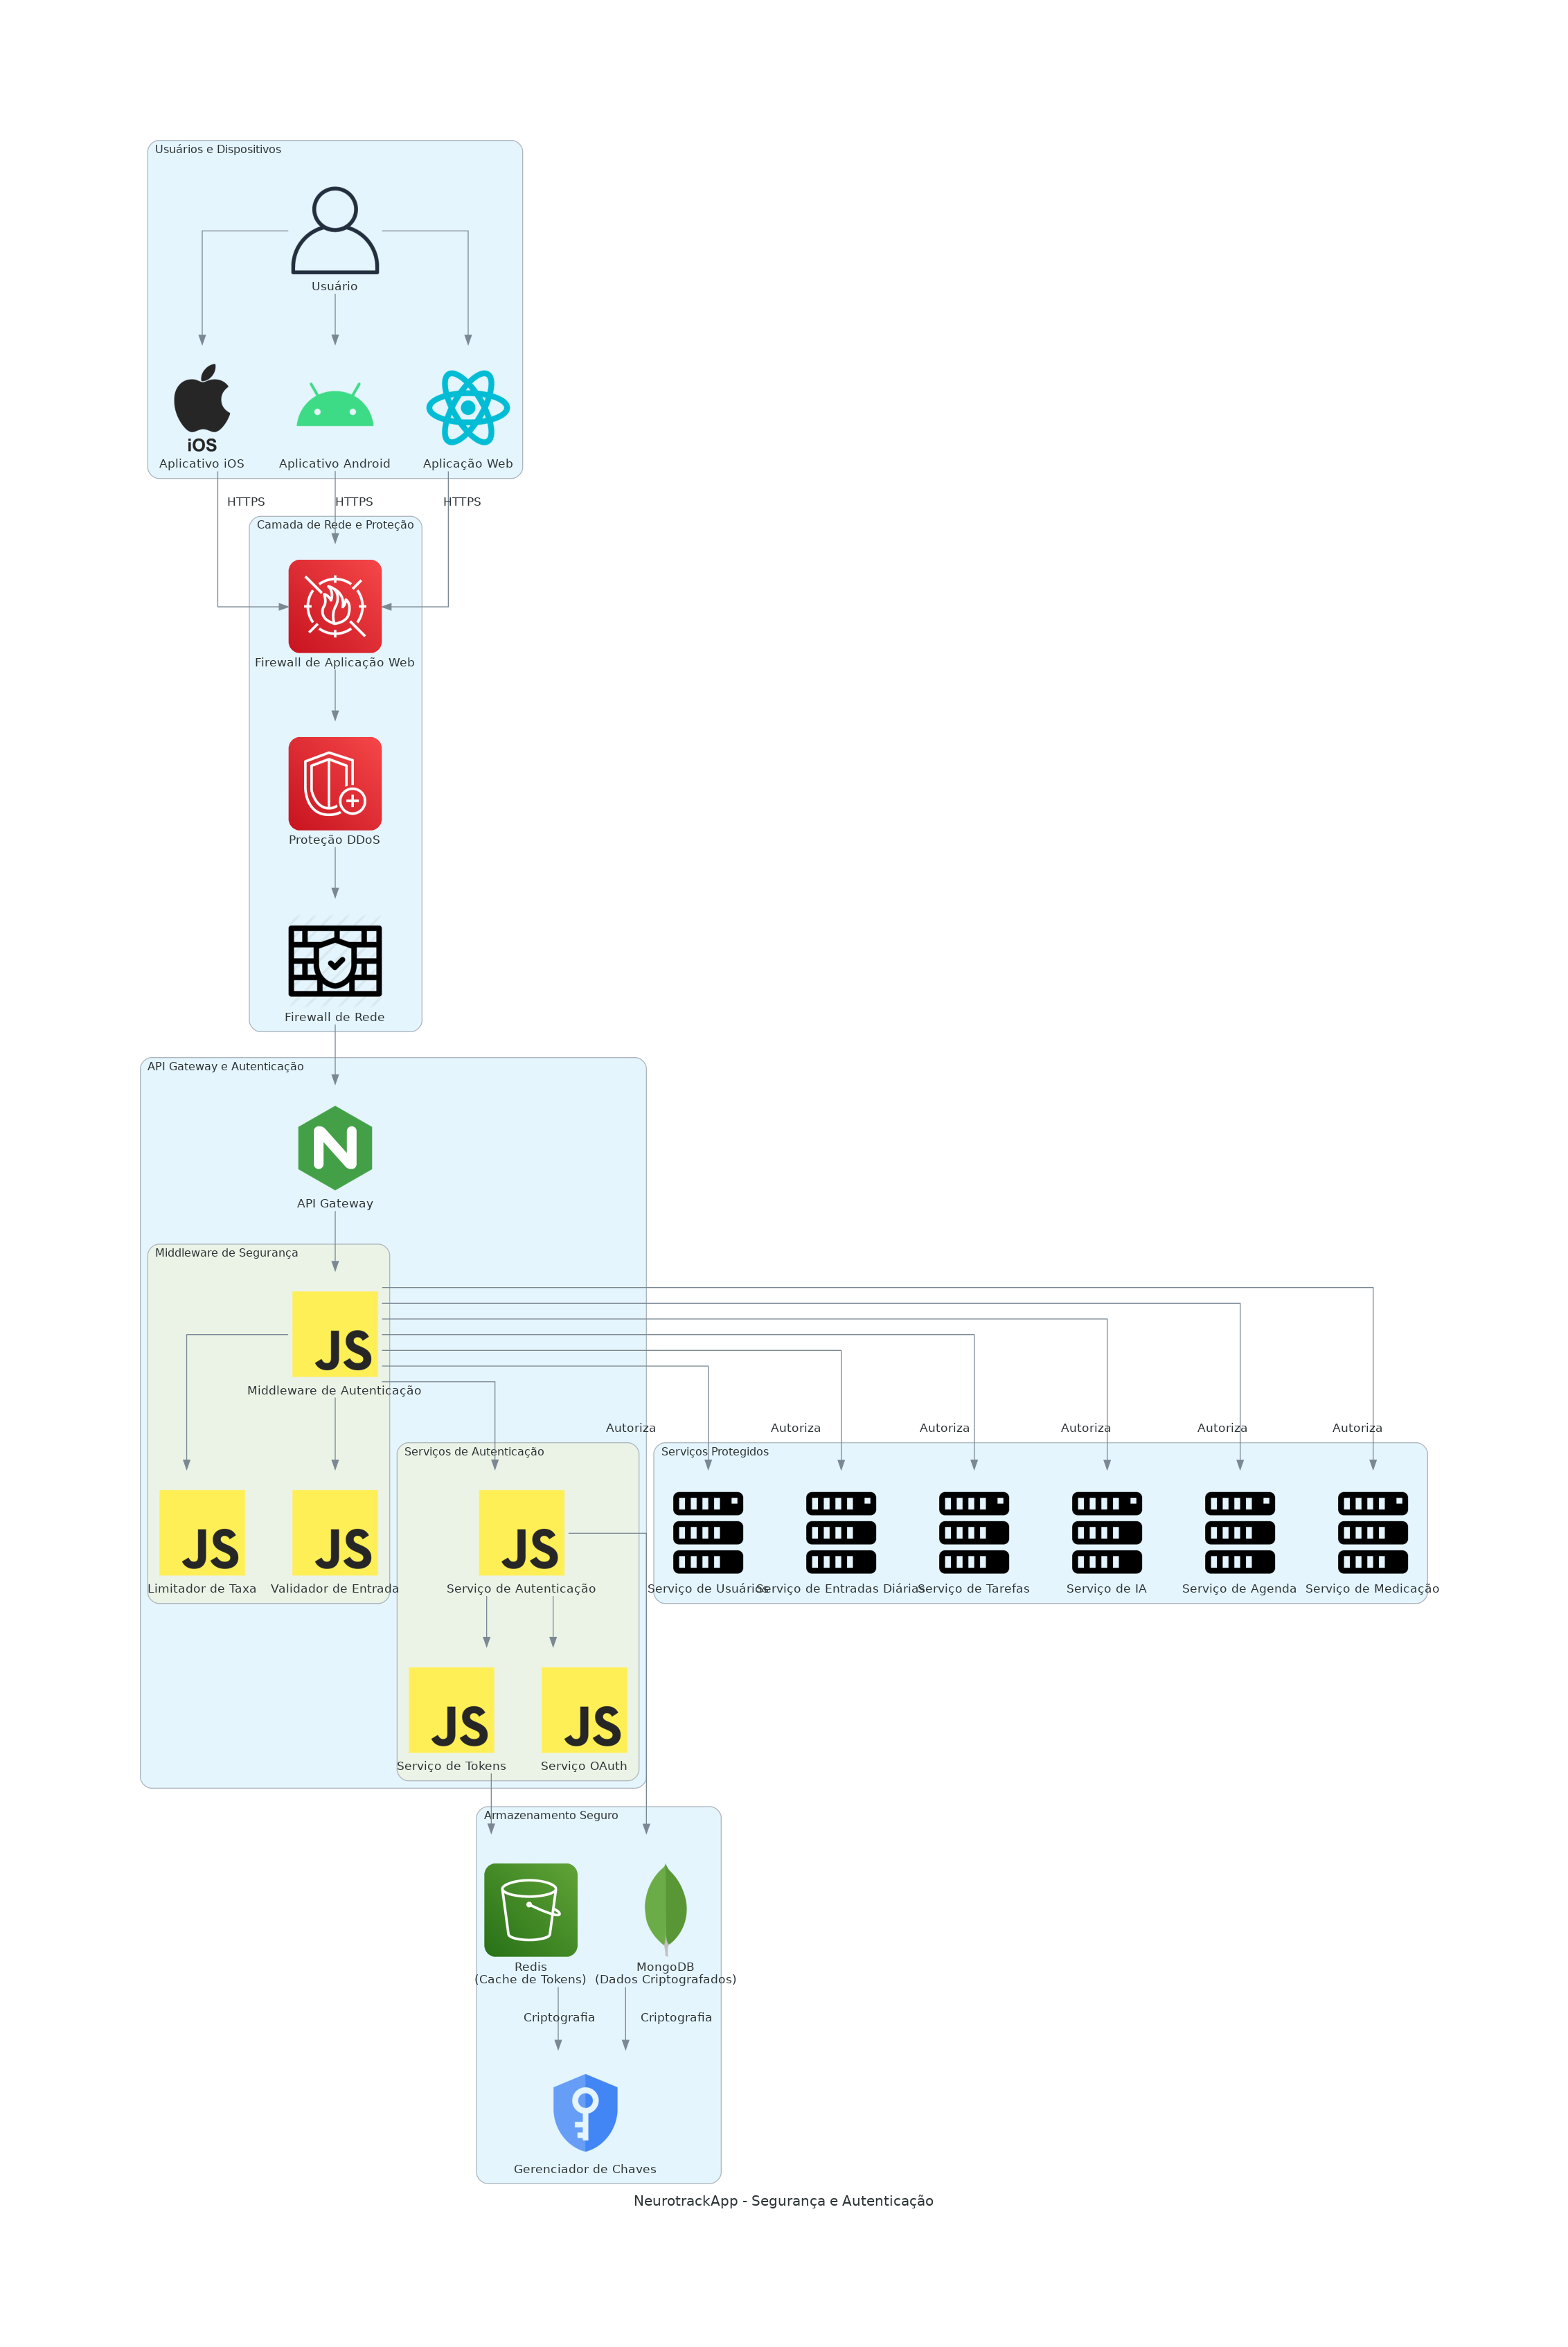 Usuários e Dispositivos
Usuário
iOS
Aplicativo iOS
Aplicativo Android
Aplicação Web
HTTPS
HTTPS
HTTPS
Camada de Rede e Proteção
Firewall de Aplicação Web
Proteção DDoS
Firewall de Rede
API Gateway e Autenticação
N
API Gateway
Middleware de Segurança
JS
Middleware de Autenticação
Autoriza
Autoriza
Autoriza
Autoriza
Autoriza
Autoriza
Serviços de Autenticação
Serviços Protegidos
JS
JS
JS
Limitador de Taxa
Validador de Entrada
Serviço de Autenticação
Serviço de Usuários
Serviço de Entradas Diárias
Serviço de Tarefas
Serviço de IA
Serviço de Agenda
Serviço de Medicação
JS
JS
Serviço de Tokens
Serviço OAuth
Armazenamento Seguro
Redis
(Cache de Tokens)
MongoDB
(Dados Criptografados)
Criptografia
Criptografia
Gerenciador de Chaves
NeurotrackApp - Segurança e Autenticação